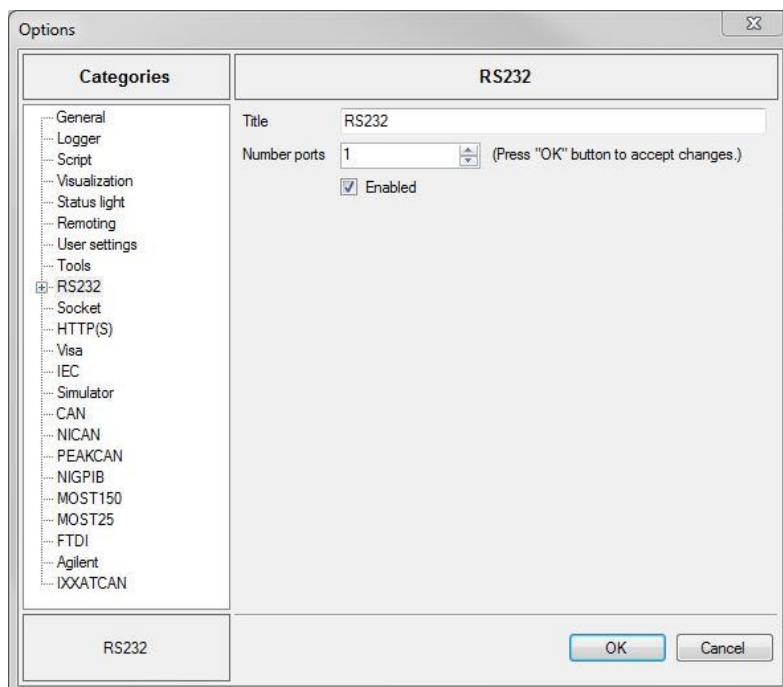 Options
Categories
RS232
General
Logger
Script
Visualization
Status light
Remoting
User settings
Tools
RS232
Socket
HTTP(S)
Visa
IEC
Simulator
CAN
NICAN
PEAKCAN
NIGPIB
MOST150
MOST25
FTDI
Agilent
IXXATCAN
Title RS232
Number ports 1 (Press "OK" button to accept changes.)
Enabled
RS232
OK Cancel